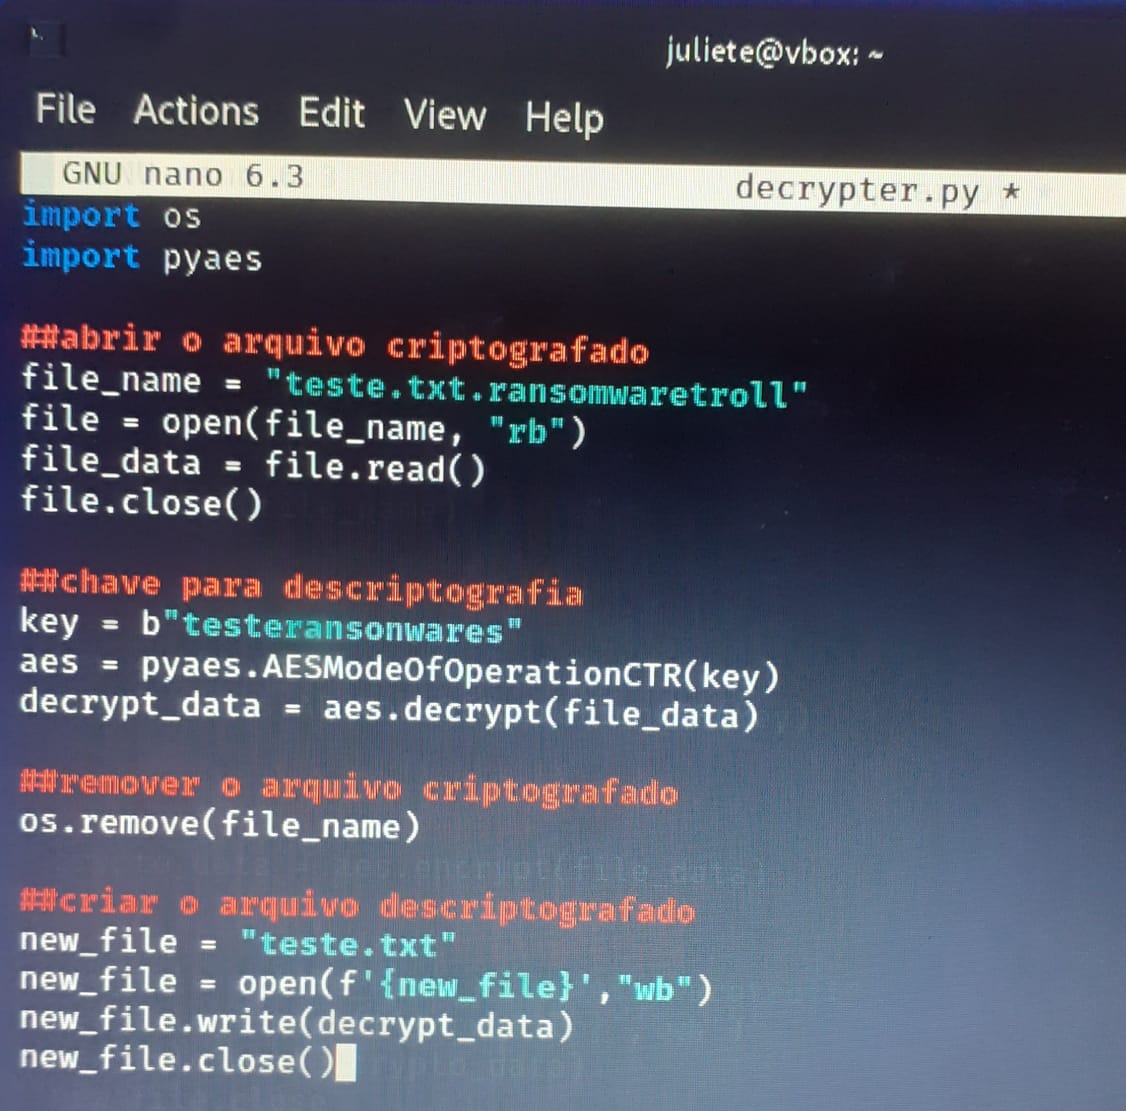 juliete@vbox: ~
File Actions Edit View Help
GNU nano 6.3 decrypter.py *
import os
import pyaes
##abrir o arquivo criptografado
file_name = "teste.txt.ransomwaretroll"
file = open(file_name, "rb")
file_data = file.read()
file.close()
##chave para descriptografia
key = b"testeransonwares"
aes = pyaes.AESModeOfOperationCTR(key)
decrypt_data = aes.decrypt(file_data)
##remover o arquivo criptografado
os.remove(file_name)
##criar o arquivo descriptografado
new_file = "teste.txt"
new_file = open(f'{new_file}',"wb")
new_file.write(decrypt_data)
new_file.close()